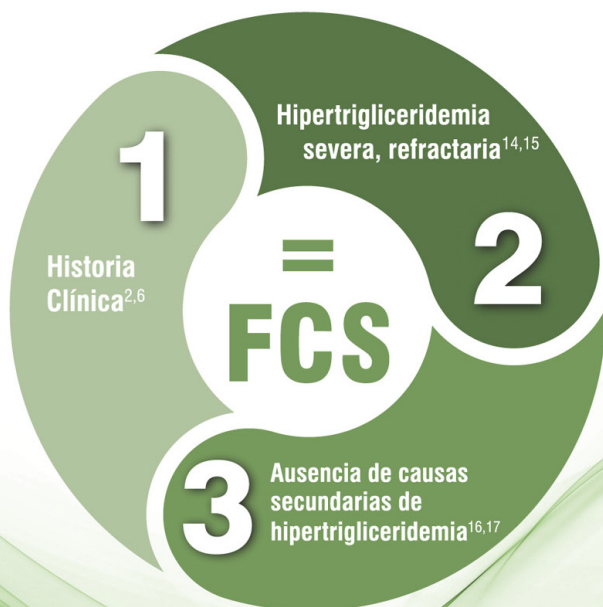 1
Historia
Clínica2,6
Hipertrigliceridemia
severa, refractaria14,15
2
3
Ausencia de causas
secundarias de
hipertrigliceridemia16,17
=
FCS